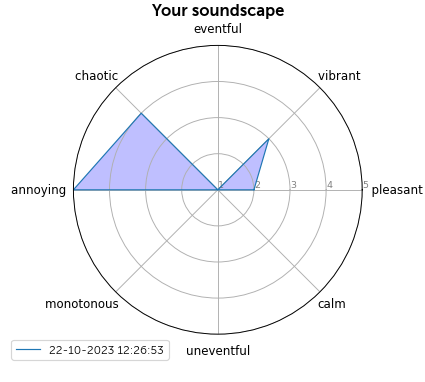 Your soundscape
eventful
chaotic
vibrant
annoying
1 2 3 4 5
pleasant
monotonous
calm
22-10-2023 12:26:53
uneventful